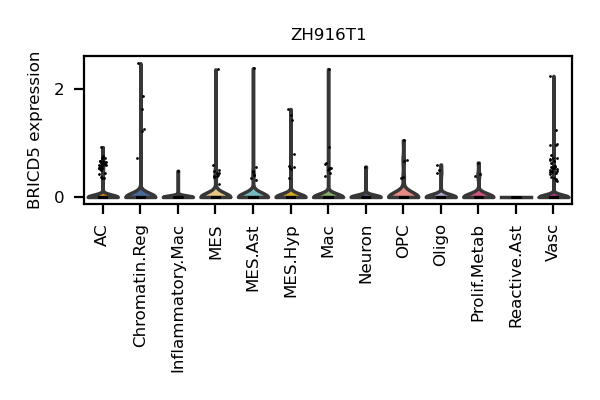 ZH916T1
BRICD5 expression
2
0
AC
Chromatin.Reg
Inflammatory.Mac
MES
MES.Ast
MES.Hyp
Mac
Neuron
OPC
Oligo
Prolif.Metab
Reactive.Ast
Vasc